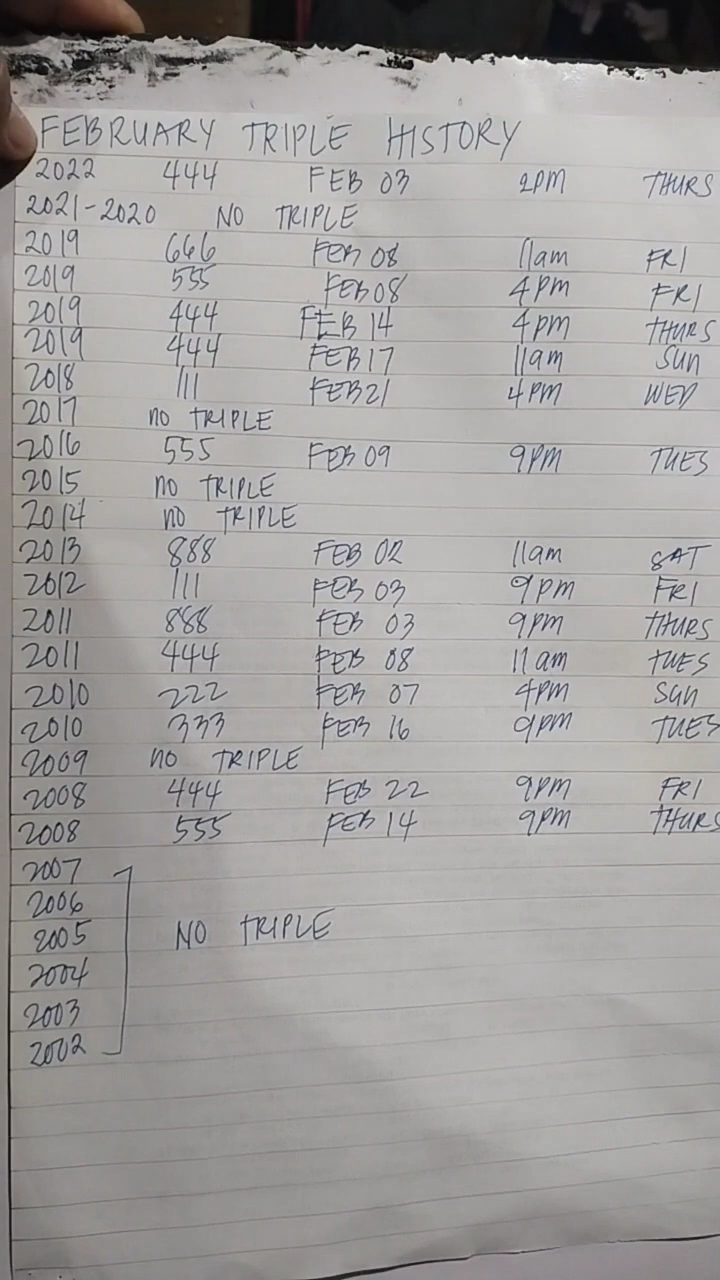 FEBRUARY TRIPLE HISTORY
2022 444 FEB 03 2PM THURS
2021-2020 NO TRIPLE
2019 666 FEB 08 11am FRI
2019 555 FEB 08 4PM FRI
2019 444 FEB 14 4PM THURS
2019 444 FEB 17 11am SUN
2018 111 FEB 21 4PM WED
2017 no TRIPLE
2016 555 FEB 09 9PM TUES
2015 no TRIPLE
2014 no TRIPLE
2013 888 FEB 02 11am SAT
2012 111 FEB 03 9PM FRI
2011 888 FEB 03 9PM THURS
2011 444 FEB 08 11am TUES
2010 222 FEB 07 4PM SUN
2010 333 FEB 16 9PM TUES
2009 no TRIPLE
2008 444 FEB 22 9PM FRI
2008 555 FEB 14 9PM THURS
2007
2006
2005 NO TRIPLE
2004
2003
2002